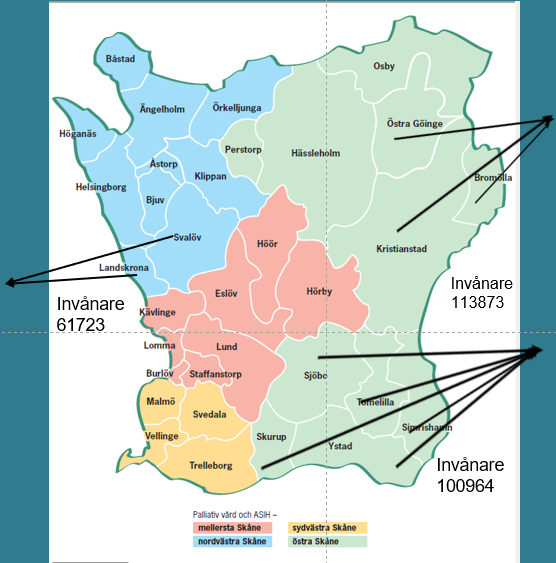 Båstad
Osby
Ängelholm
Örkelljunga
Östra Göinge
Höganäs
Perstorp
Hässleholm
Åstorp
Klippan
Bromölla
Helsingborg
Bjuv
Svalöv
Höör
Kristianstad
Landskrona
Eslöv
Hörby
Invånare
113873
Invånare
61723
Kävlinge
Lomma
Lund
Burlöv
Staffanstorp
Sjöbo
Malmö
Svedala
Tomelilla
Simrishamn
Vellinge
Skurup
Ystad
Trelleborg
Invånare
100964
Palliativ vård och ASIH –
mellersta Skåne
sydvästra Skåne
nordvästra Skåne
östra Skåne